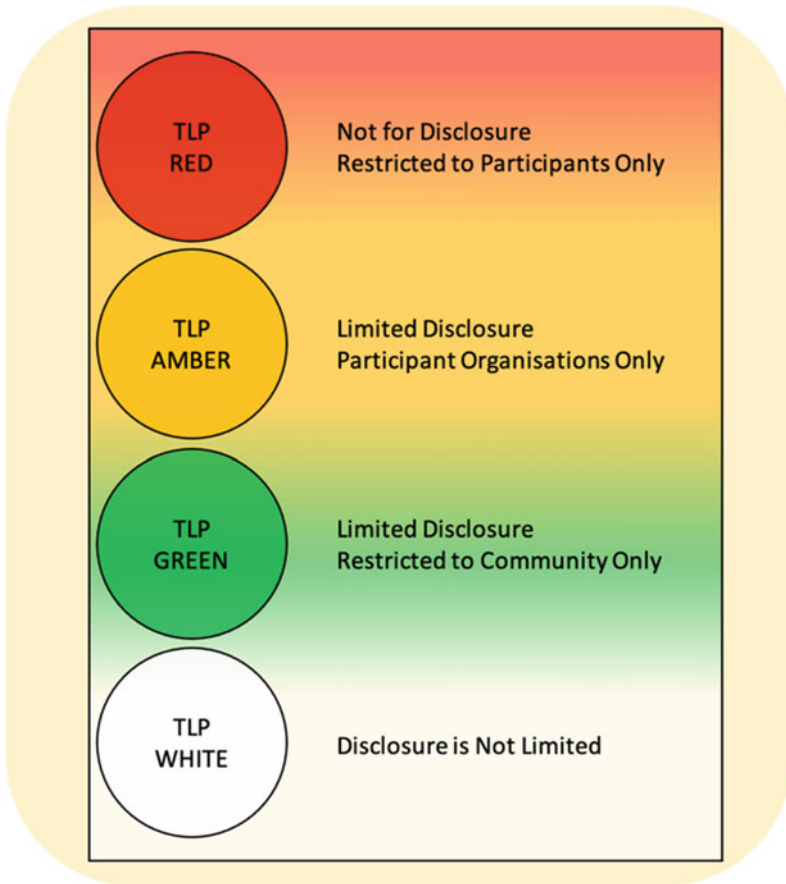 TLP
RED
Not for Disclosure
Restricted to Participants Only
TLP
AMBER
Limited Disclosure
Participant Organisations Only
TLP
GREEN
Limited Disclosure
Restricted to Community Only
TLP
WHITE
Disclosure is Not Limited